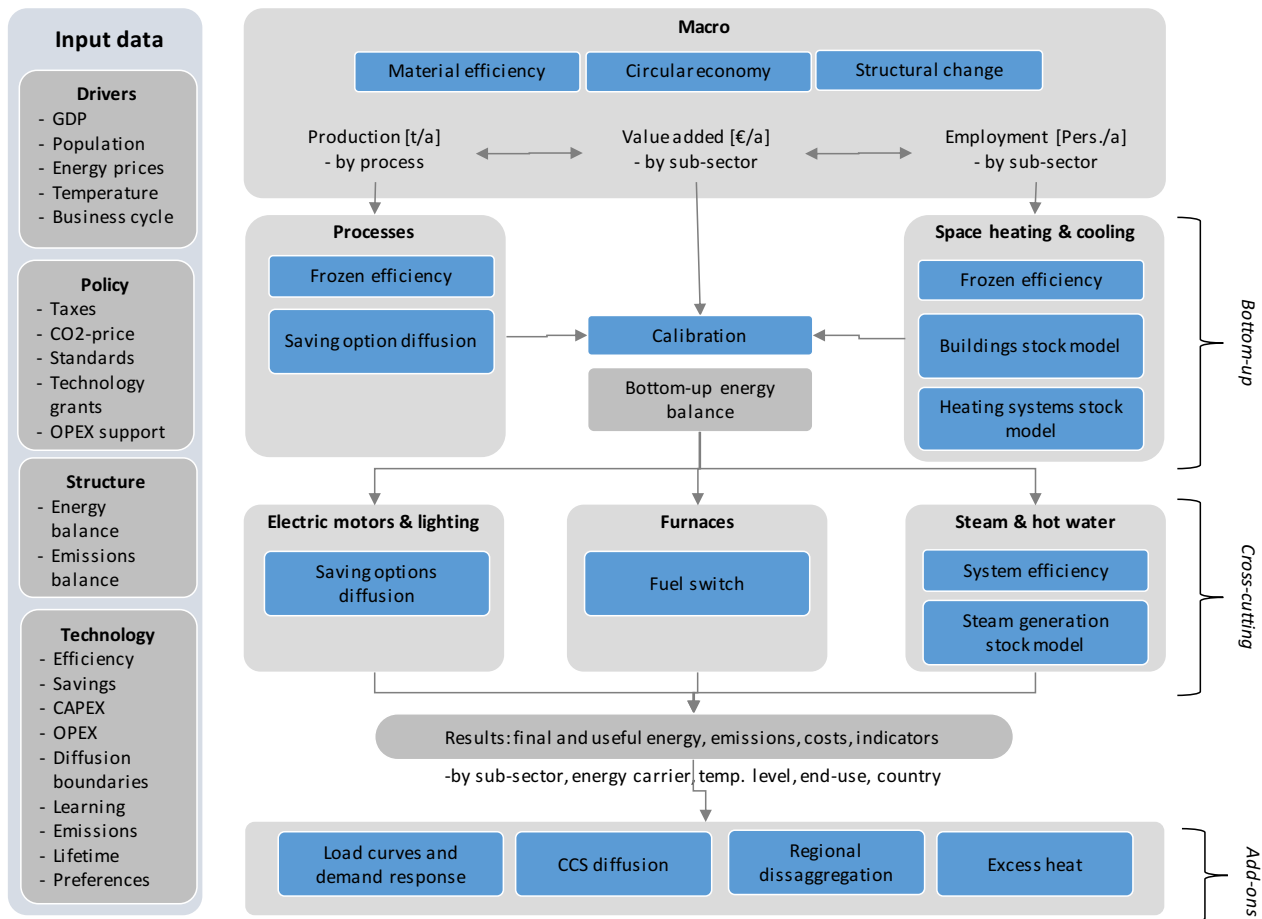 Input data
Drivers
- GDP
- Population
- Energy prices
- Temperature
- Business cycle
Policy
- Taxes
- CO2-price
- Standards
- Technology
grants
- OPEX support
Structure
- Energy
balance
- Emissions
balance
Technology
- Efficiency
- Savings
- CAPEX
- OPEX
- Diffusion
boundaries
- Learning
- Emissions
- Lifetime
- Preferences
Macro
Material efficiency
Circular economy
Structural change
Production [t/a]
- by process
Value added [€/a]
- by sub-sector
Employment [Pers./a]
- by sub-sector
Processes
Frozen efficiency
Saving option diffusion
Calibration
Bottom-up energy
balance
Space heating & cooling
Frozen efficiency
Buildings stock model
Heating systems stock
model
Bottom-up
Electric motors & lighting
Saving options
diffusion
Furnaces
Fuel switch
Steam & hot water
System efficiency
Steam generation
stock model
Cross-cutting
Results: final and useful energy, emissions, costs, indicators
-by sub-sector, energy carrier, temp. level, end-use, country
Load curves and
demand response
CCS diffusion
Regional
dissaggregation
Excess heat
Add-ons